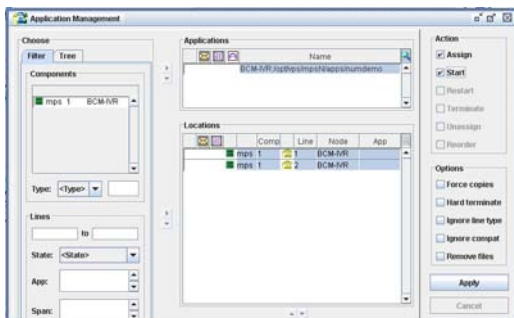 Application Management
Choose
Filter Tree
Components
mps 1 BCM-IVR
Type: <Type>
Lines
to
State: <State>
App:
Span:
Applications
Name
BCM-IVR:/opt/vps/mpsN/apps/numdemo
Locations
Comp Line Node App
mps 1 1 BCM-IVR
mps 1 2 BCM-IVR
Action
Assign
Start
Restart
Terminate
Unassign
Reorder
Options
Force copies
Hard terminate
Ignore line type
Ignore compat
Remove files
Apply
Cancel